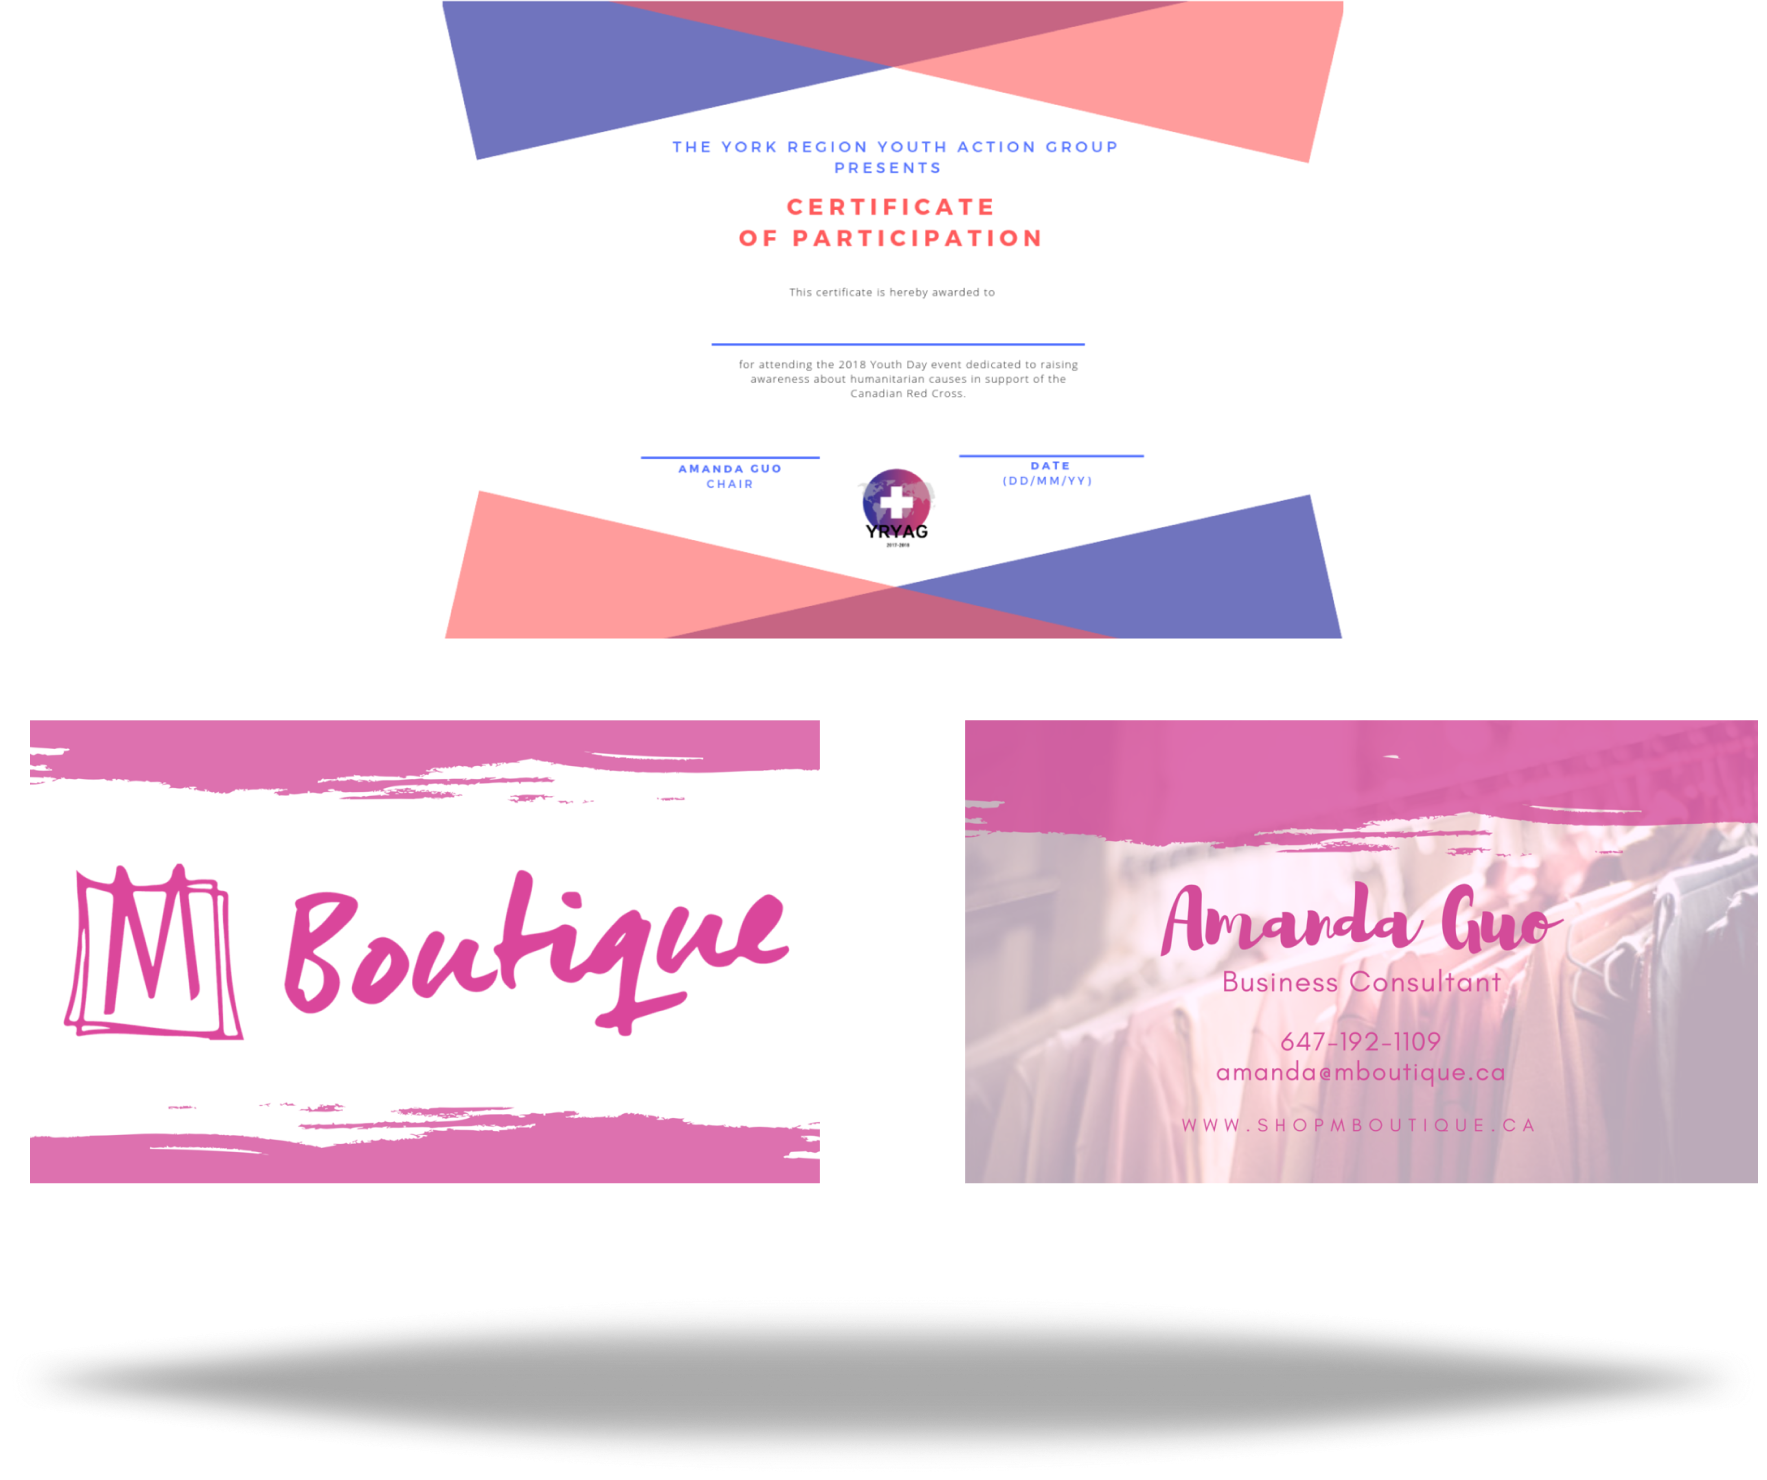 THE YORK REGION YOUTH ACTION GROUP
PRESENTS
CERTIFICATE
OF PARTICIPATION
This certificate is hereby awarded to
for attending the 2018 Youth Day event dedicated to raising
awareness about humanitarian causes in support of the
Canadian Red Cross.
AMANDA GUO
CHAIR
DATE
(DD/MM/YY)
YRYAG
2017-2018
M Boutique
Amanda Guo
Business Consultant
647-192-1109
amanda@mboutique.ca
WWW.SHOPMBOUTIQUE.CA